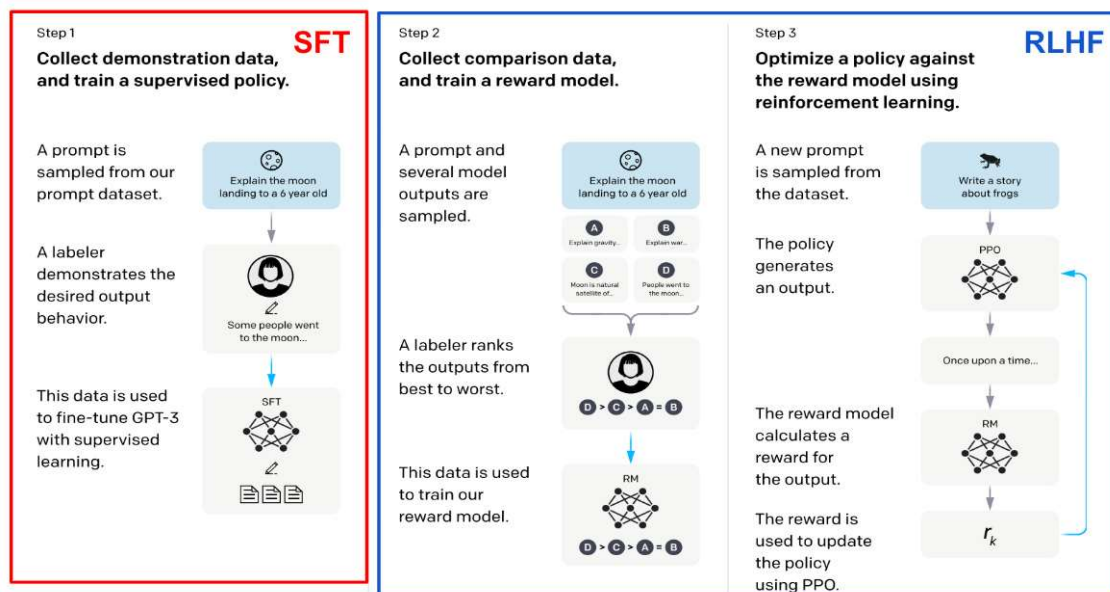 Step 1
SFT
Collect demonstration data,
and train a supervised policy.
A prompt is
sampled from our
prompt dataset.
Explain the moon
landing to a 6 year old
A labeler
demonstrates the
desired output
behavior.
Some people went
to the moon...
This data is used
to fine-tune GPT-3
with supervised
learning.
SFT
Step 2
Collect comparison data,
and train a reward model.
A prompt and
several model
outputs are
sampled.
Explain the moon
landing to a 6 year old
A
Explain gravity...
B
Explain war...
C
Moon is natural
satellite of...
D
People went to
the moon...
A labeler ranks
the outputs from
best to worst.
D > C > A = B
This data is used
to train our
reward model.
RM
D > C > A = B
Step 3
RLHF
Optimize a policy against
the reward model using
reinforcement learning.
A new prompt
is sampled from
the dataset.
Write a story
about frogs
The policy
generates
an output.
PPO
Once upon a time...
The reward model
calculates a
reward for
the output.
RM
The reward is
used to update
the policy
using PPO.
r_k